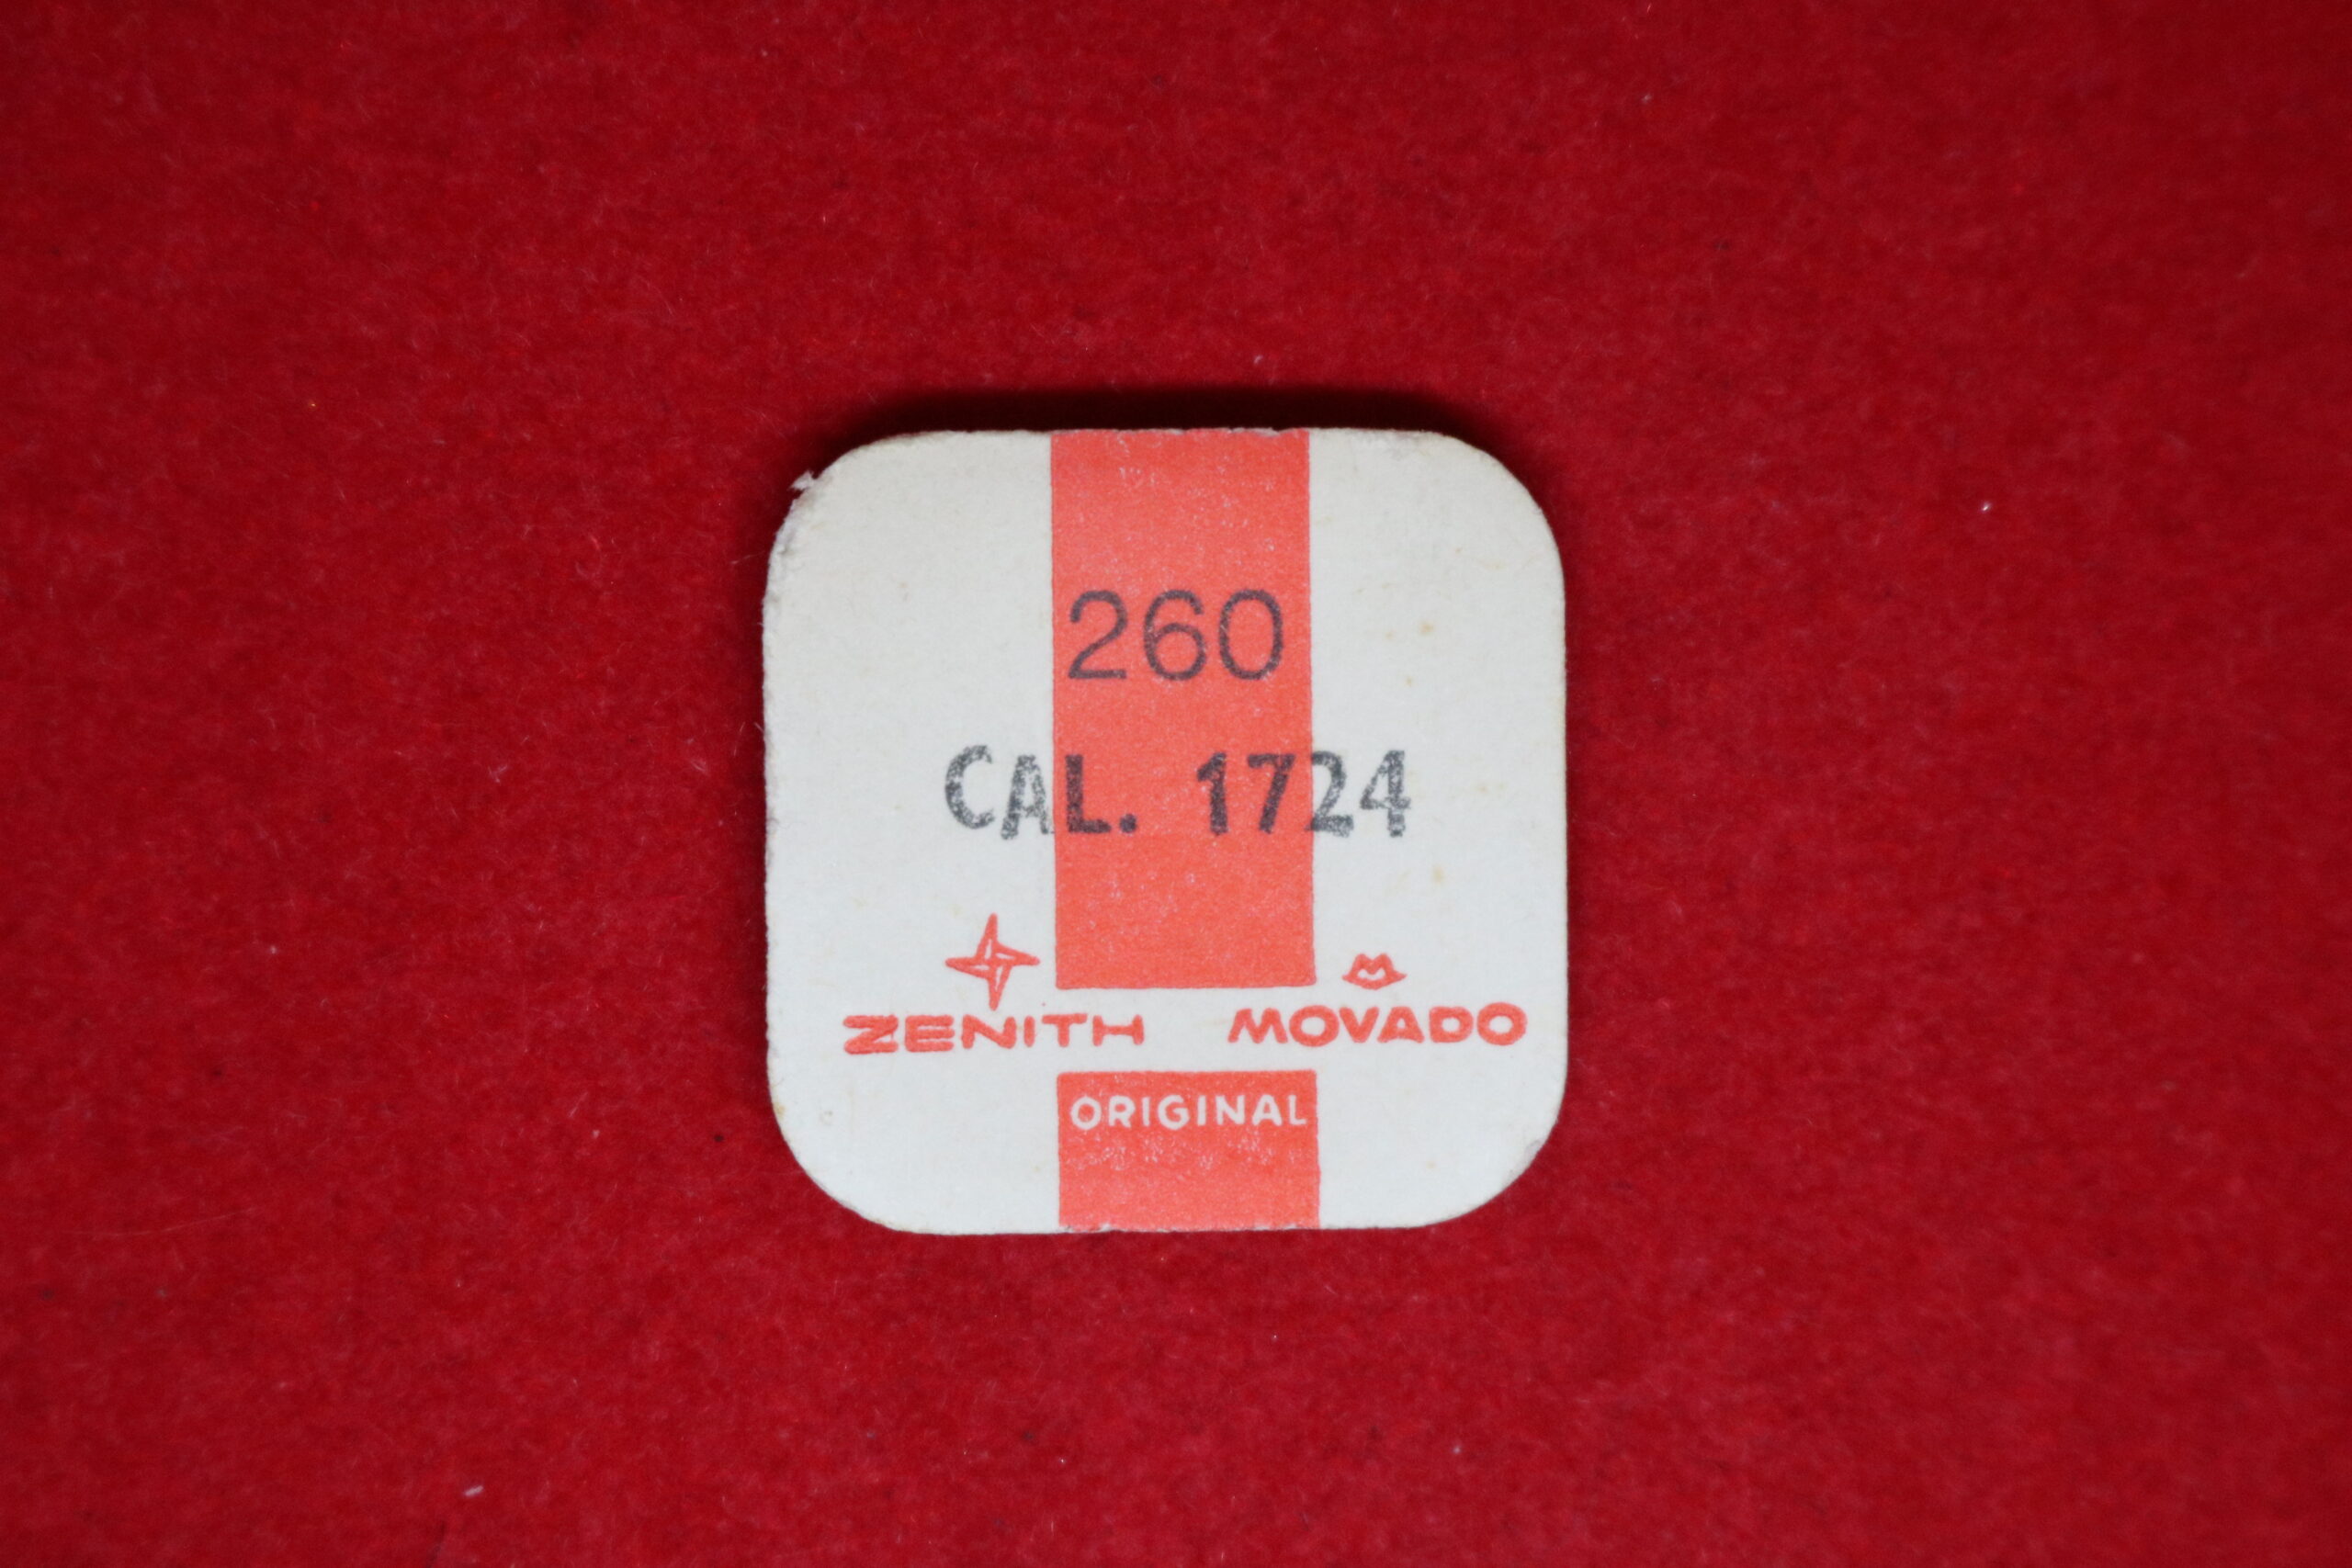 260
CAL. 1724
ZENITH MOVADO
ORIGINAL